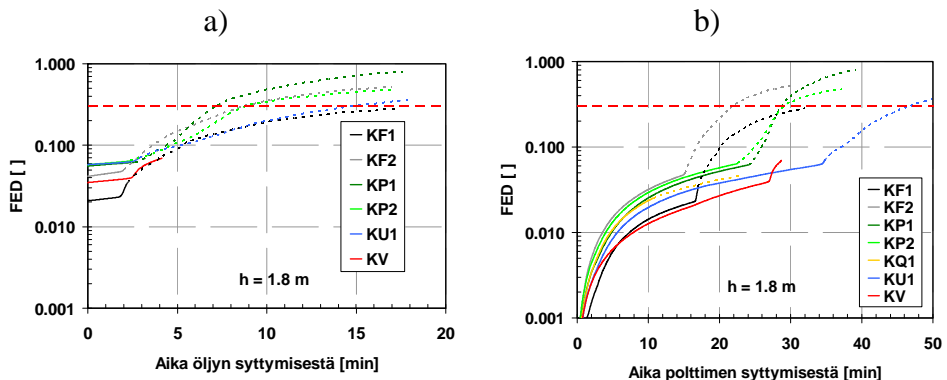 a)
1.000
0.100
0.010
0.001
FED [ ]
KF1
KF2
KP1
KP2
KU1
KV
h = 1.8 m
0 5 10 15 20
Aika öljyn syttymisestä [min]
b)
1.000
0.100
0.010
0.001
FED [ ]
KF1
KF2
KP1
KP2
KQ1
KU1
KV
h = 1.8 m
0 10 20 30 40 50
Aika polttimen syttymisestä [min]